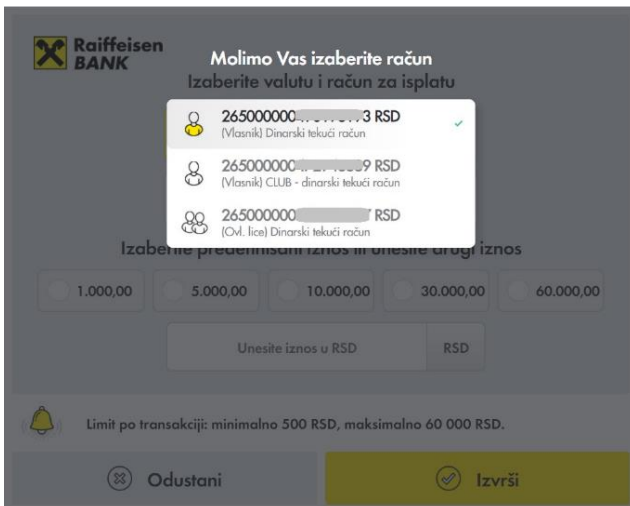 Raiffeisen
BANK
Molimo Vas izaberite račun
Izaberite valutu i račun za isplatu
RSD
(Vlasnik) Dinarski tekući račun
RSD
(Vlasnik) CLUB - dinarski tekući račun
RSD
(Ovl. lice) Dinarski tekući račun
Izaberite predefinisani iznos ili unesite drugi iznos
1.000,00 5.000,00 10.000,00 30.000,00 60.000,00
Unesite iznos u RSD RSD
Limit po transakciji: minimalno 500 RSD, maksimalno 60 000 RSD.
Odustani Izvrši